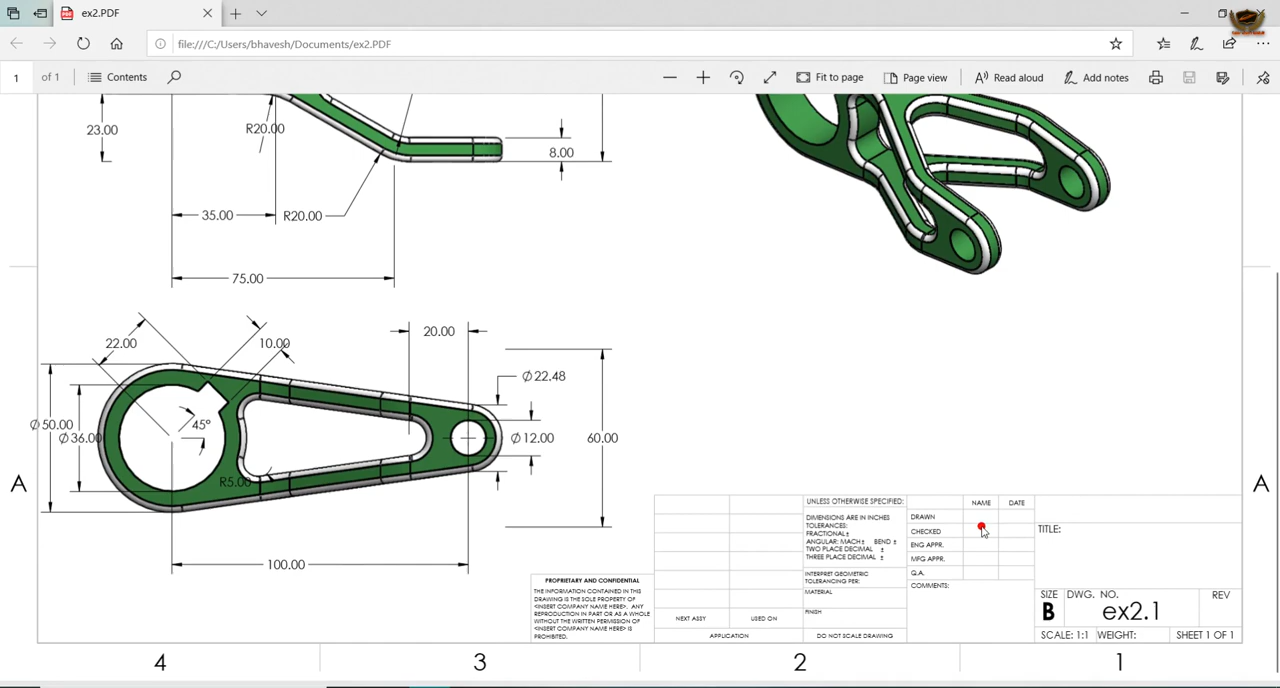 ex2.PDF
file:///C:/Users/bhavesh/Documents/ex2.PDF
1 of 1 Contents Fit to page Page view Read aloud Add notes
23.00
R20.00
8.00
35.00
R20.00
75.00
22.00
10.00
20.00
Ø22.48
Ø50.00
Ø36.00
45°
Ø12.00
60.00
R5.00
100.00
A
A
UNLESS OTHERWISE SPECIFIED:
DIMENSIONS ARE IN INCHES
TOLERANCES:
FRACTIONAL±
ANGULAR: MACH± BEND ±
TWO PLACE DECIMAL ±
THREE PLACE DECIMAL ±
INTERPRET GEOMETRIC
TOLERANCING PER:
MATERIAL
FINISH
DO NOT SCALE DRAWING
NAME DATE
DRAWN
CHECKED
ENG APPR.
MFG APPR.
Q.A.
COMMENTS:
TITLE:
SIZE DWG. NO. REV
B ex2.1
SCALE: 1:1 WEIGHT: SHEET 1 OF 1
PROPRIETARY AND CONFIDENTIAL
THE INFORMATION CONTAINED IN THIS
DRAWING IS THE SOLE PROPERTY OF
<INSERT COMPANY NAME HERE>. ANY
REPRODUCTION IN PART OR AS A WHOLE
WITHOUT THE WRITTEN PERMISSION OF
<INSERT COMPANY NAME HERE> IS
PROHIBITED.
NEXT ASSY USED ON
APPLICATION
4 3 2 1